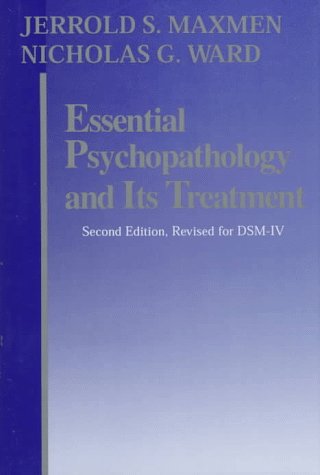 JERROLD S. MAXMEN
NICHOLAS G. WARD
Essential
Psychopathology
and Its Treatment
Second Edition, Revised for DSM-IV